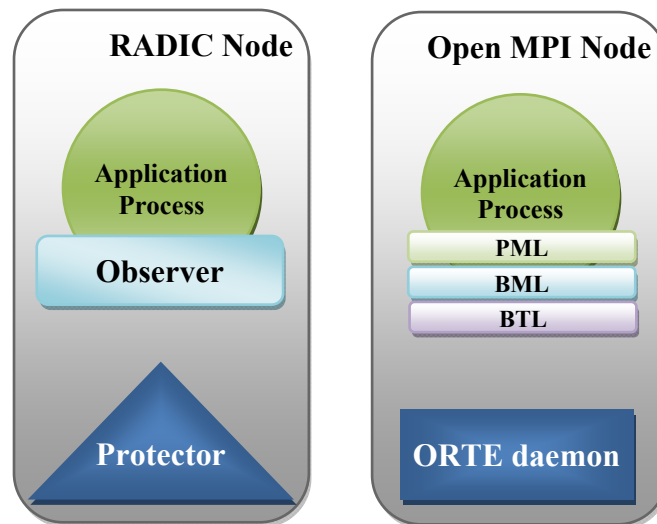 RADIC Node
Application
Process
Observer
Protector
Open MPI Node
Application
Process
PML
BML
BTL
ORTE daemon